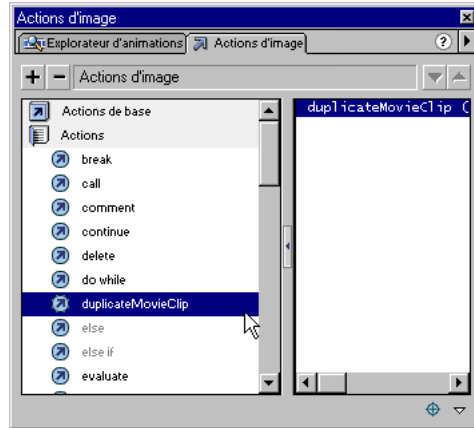 Actions d'image
Explorateur d'animations Actions d'image ?
+ − Actions d'image
Actions de base
Actions
break
call
comment
continue
delete
do while
duplicateMovieClip
else
else if
evaluate
duplicateMovieClip (